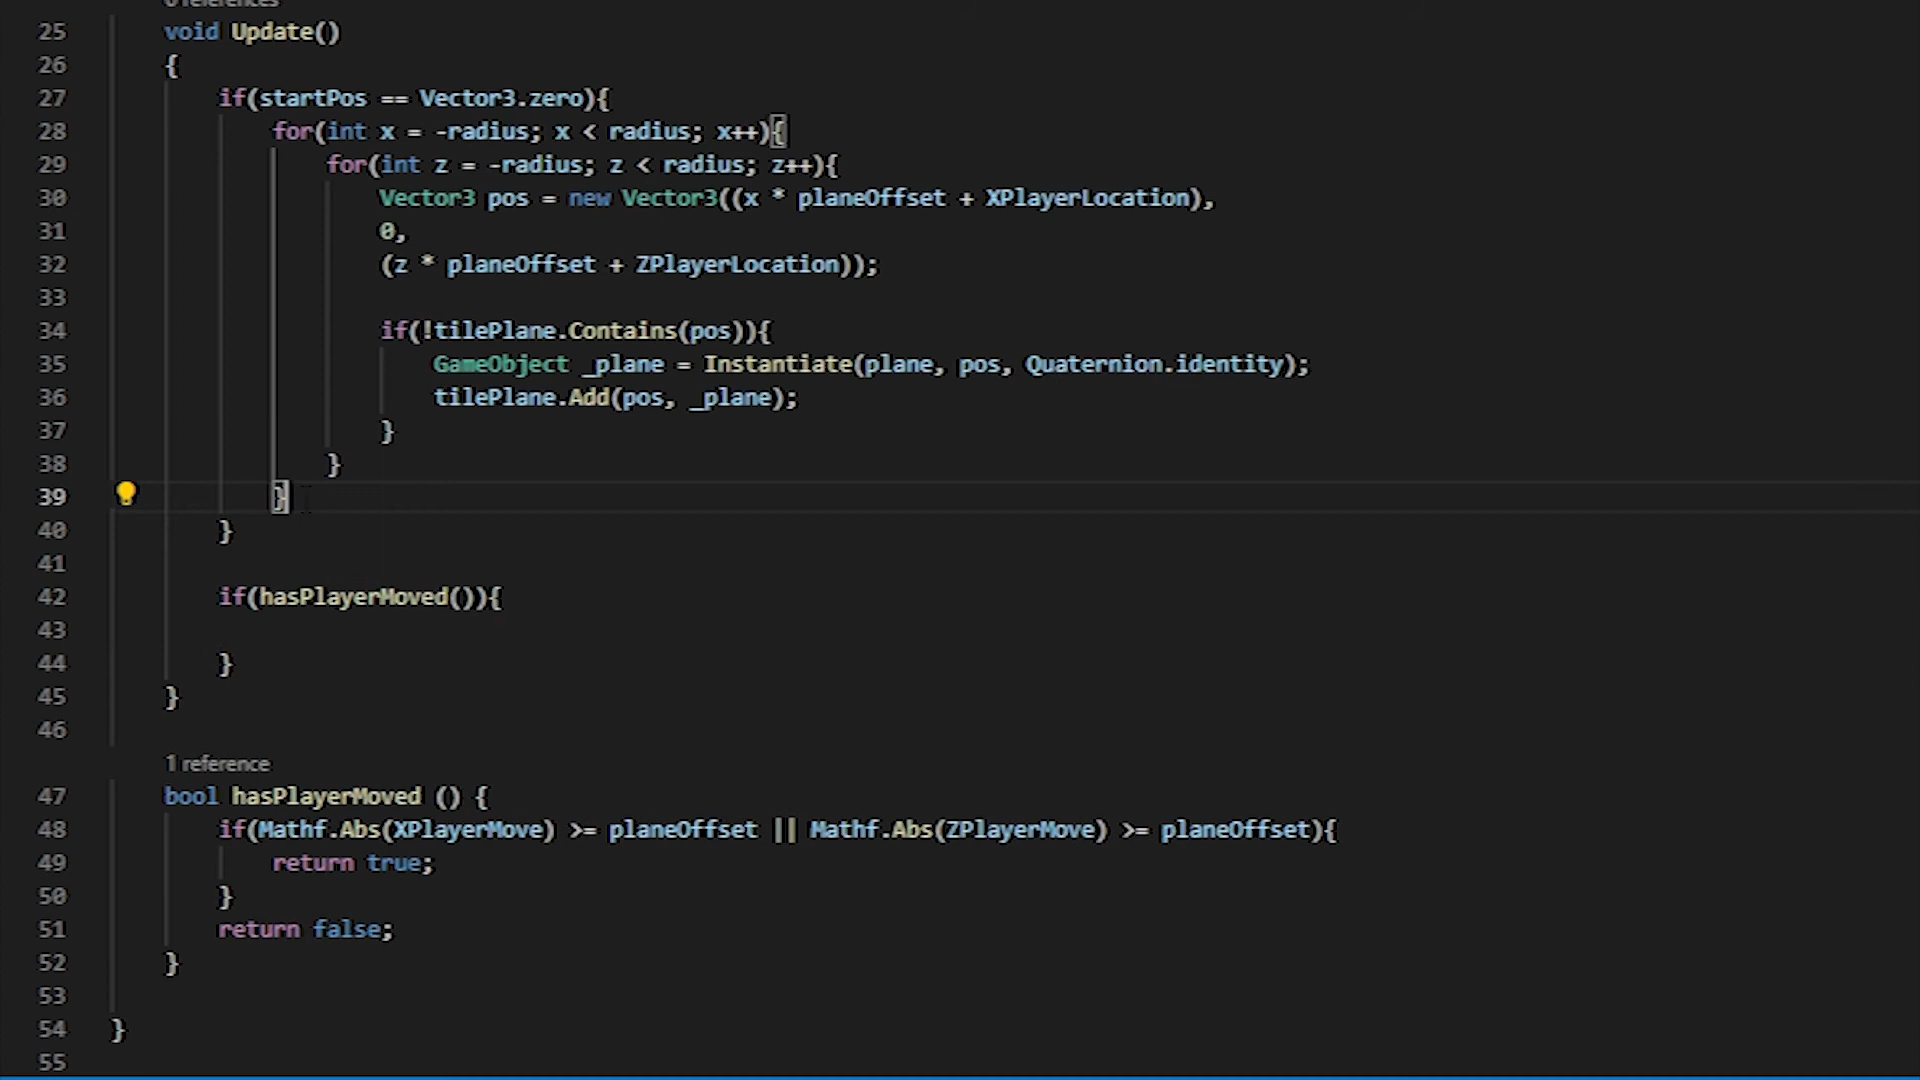 0 references
25 void Update()
26 {
27 if(startPos == Vector3.zero){
28 for(int x = -radius; x < radius; x++){
29 for(int z = -radius; z < radius; z++){
30 Vector3 pos = new Vector3((x * planeOffset + XPlayerLocation),
31 0,
32 (z * planeOffset + ZPlayerLocation));
33
34 if(!tilePlane.Contains(pos)){
35 GameObject _plane = Instantiate(plane, pos, Quaternion.identity);
36 tilePlane.Add(pos, _plane);
37 }
38 }
39 }
40 }
41
42 if(hasPlayerMoved()){
43
44 }
45 }
46
1 reference
47 bool hasPlayerMoved () {
48 if(Mathf.Abs(XPlayerMove) >= planeOffset || Mathf.Abs(ZPlayerMove) >= planeOffset){
49 return true;
50 }
51 return false;
52 }
53
54 }
55